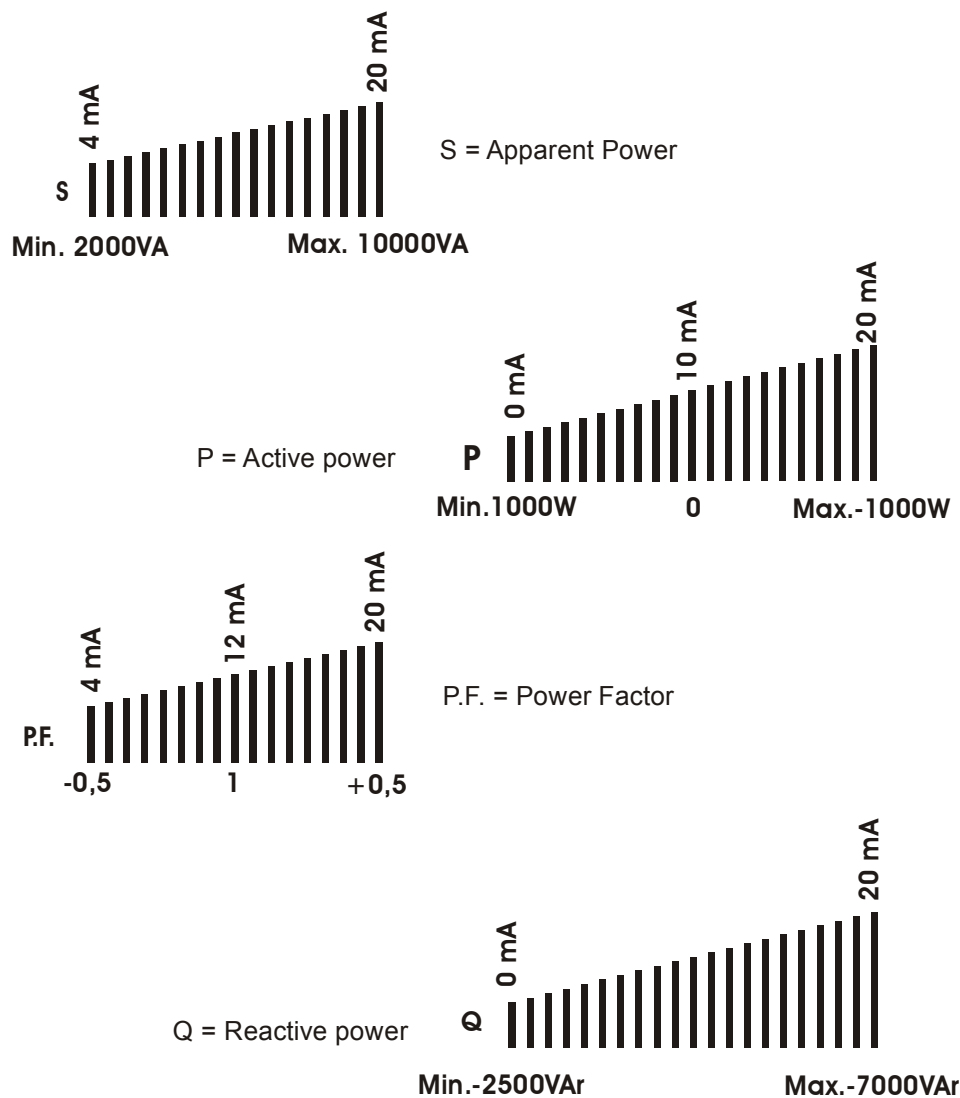 4 mA
20 mA
S = Apparent Power
S
Min. 2000VA
Max. 10000VA
0 mA
10 mA
20 mA
P = Active power
P
Min.1000W
0
Max.-1000W
4 mA
12 mA
20 mA
P.F. = Power Factor
P.F.
-0,5
1
+0,5
0 mA
20 mA
Q = Reactive power
Q
Min.-2500VAr
Max.-7000VAr